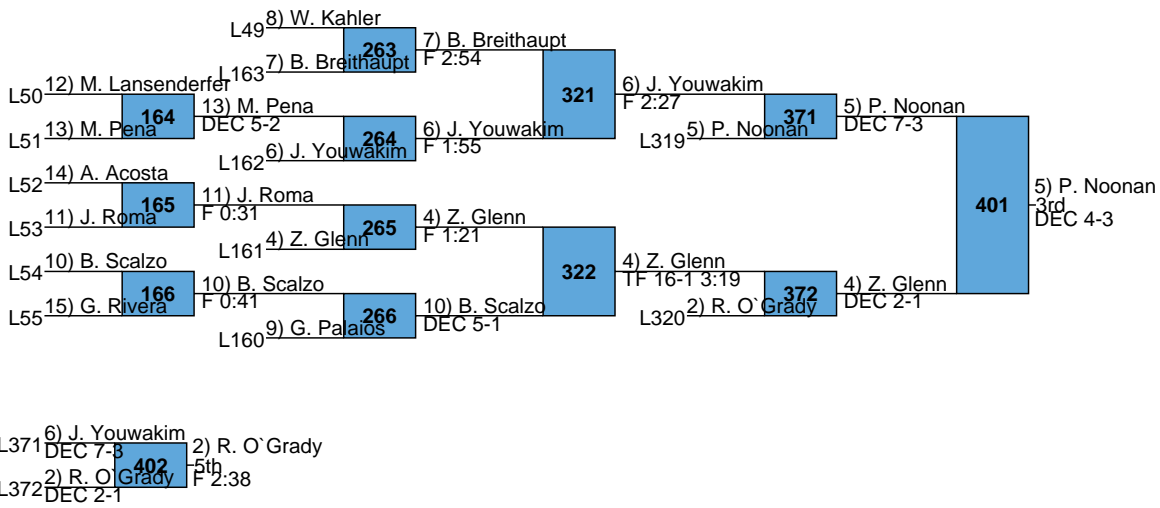 8) W. Kahler
L49
263
7) B. Breithaupt
F 2:54
7) B. Breithaupt
L163
12) M. Lansenderfer
L50
164
13) M. Pena
DEC 5-2
13) M. Pena
L51
264
6) J. Youwakim
F 1:55
6) J. Youwakim
L162
321
6) J. Youwakim
F 2:27
371
5) P. Noonan
DEC 7-3
5) P. Noonan
L319
14) A. Acosta
L52
165
11) J. Roma
F 0:31
11) J. Roma
L53
265
4) Z. Glenn
F 1:21
4) Z. Glenn
L161
401
5) P. Noonan
3rd
DEC 4-3
10) B. Scalzo
L54
166
10) B. Scalzo
F 0:41
15) G. Rivera
L55
266
10) B. Scalzo
DEC 5-1
9) G. Palaios
L160
322
4) Z. Glenn
TF 16-1 3:19
372
4) Z. Glenn
DEC 2-1
2) R. O`Grady
L320
6) J. Youwakim
L371
DEC 7-3
402
2) R. O`Grady
5th
F 2:38
2) R. O`Grady
L372
DEC 2-1